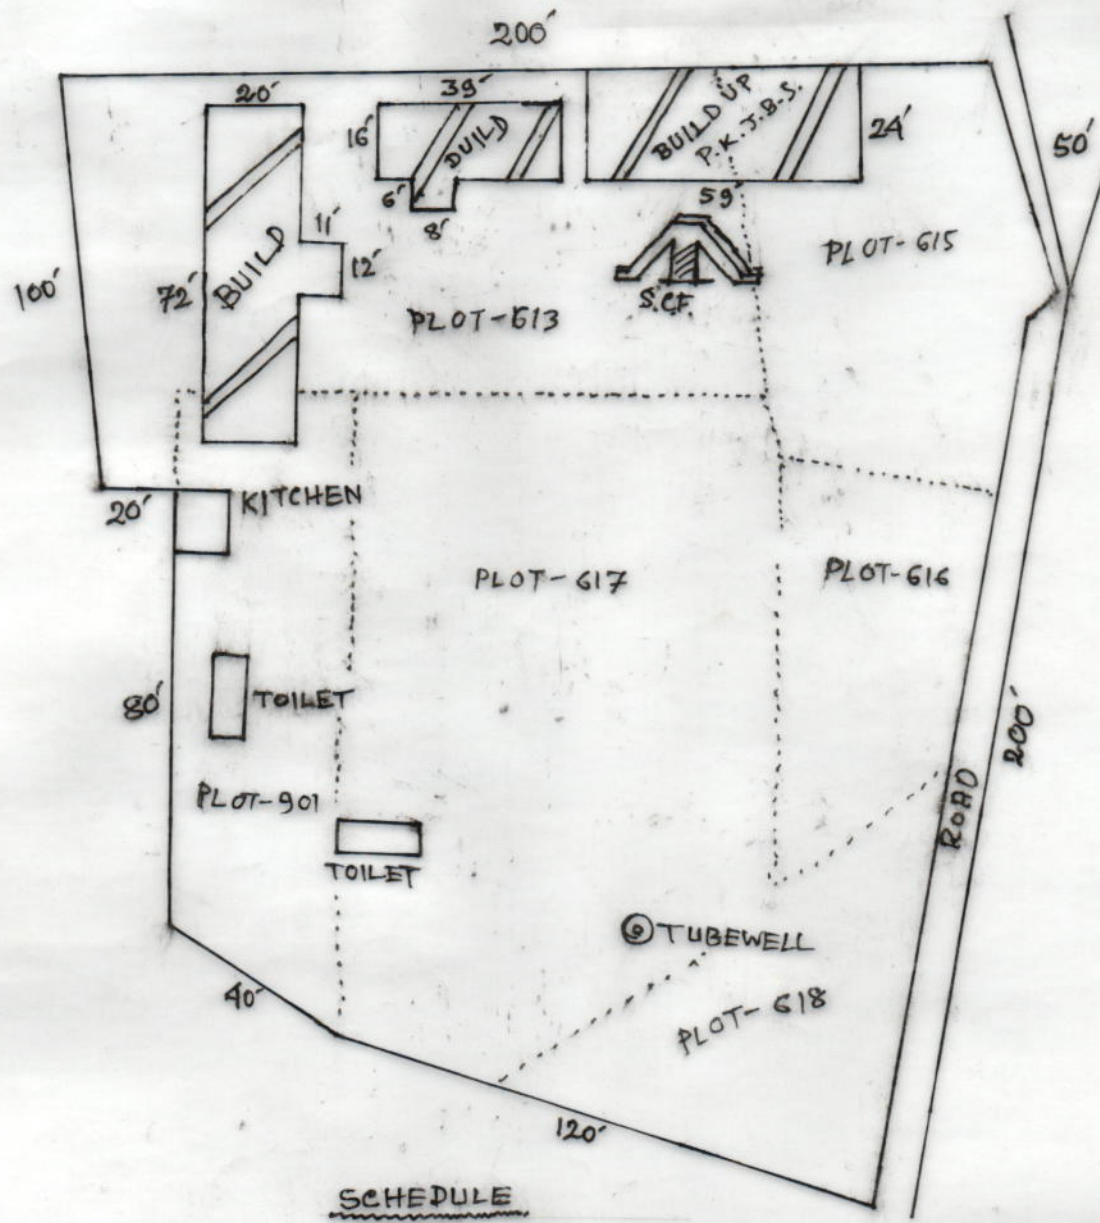 200'
50'
20'
39'
16'
DUILD
BUILD UP
P.K.J.B.S.
24'
6'
8'
59'
11'
12'
PLOT-615
100'
72'
BUILD
S.C.F.
PLOT-613
20'
KITCHEN
PLOT-617
PLOT-616
80'
TOILET
200'
PLOT-901
ROAD
TOILET
TUBEWELL
40'
PLOT-618
120'
SCHEDULE